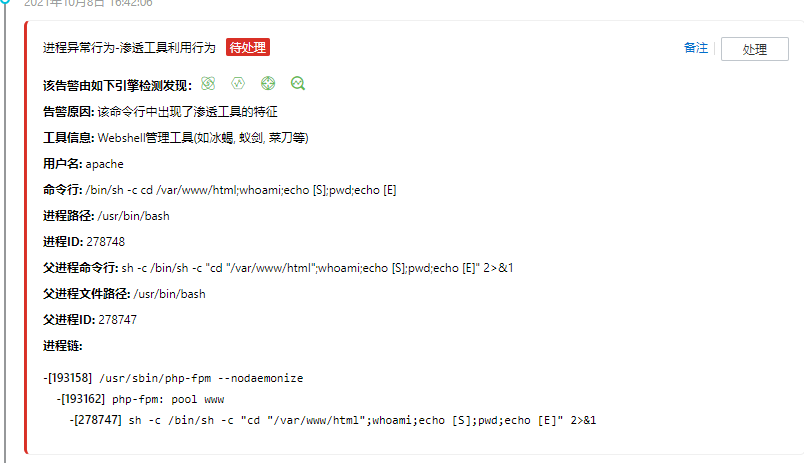 2021年10月8日 16:42:06
进程异常行为-渗透工具利用行为 待处理 备注 处理
该告警由如下引擎检测发现:
告警原因: 该命令行中出现了渗透工具的特征
工具信息: Webshell管理工具(如冰蝎, 蚁剑, 菜刀等)
用户名: apache
命令行: /bin/sh -c cd /var/www/html;whoami;echo [S];pwd;echo [E]
进程路径: /usr/bin/bash
进程ID: 278748
父进程命令行: sh -c /bin/sh -c "cd "/var/www/html";whoami;echo [S];pwd;echo [E]" 2>&1
父进程文件路径: /usr/bin/bash
父进程ID: 278747
进程链:
-[193158] /usr/sbin/php-fpm --nodaemonize
-[193162] php-fpm: pool www
-[278747] sh -c /bin/sh -c "cd "/var/www/html";whoami;echo [S];pwd;echo [E]" 2>&1